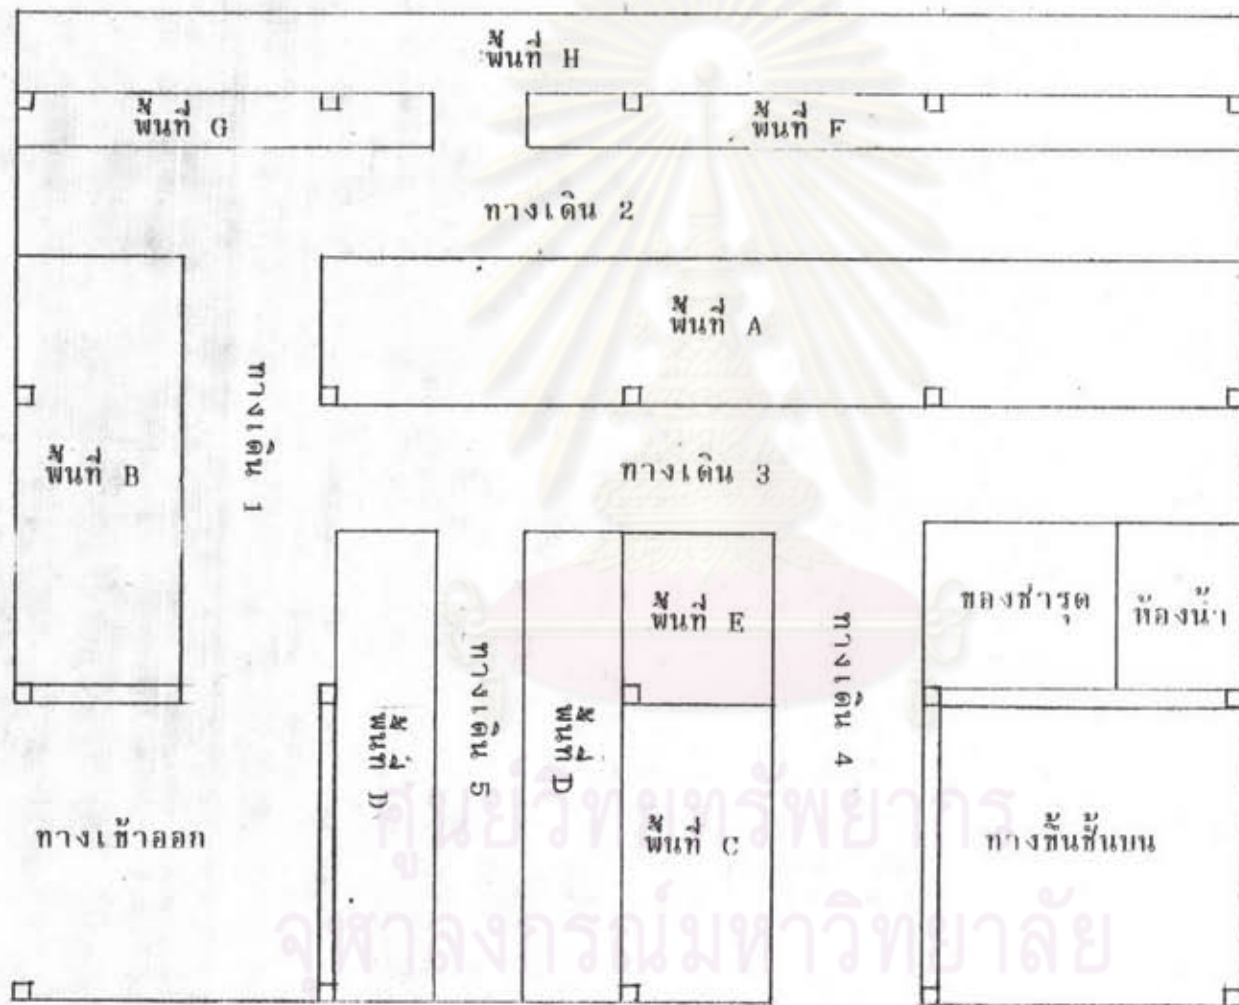 พื้นที่ H
พื้นที่ G
พื้นที่ F
ทางเดิน 2
พื้นที่ A
ทางเดิน 1
พื้นที่ B
ทางเดิน 3
พื้นที่ E
ของชำรุด
ห้องน้ำ
พื้นที่ D
ทางเดิน 5
พื้นที่ D
ทางเดิน 4
ทางเข้าออก
พื้นที่ C
ทางขึ้นชั้นบน
ศูนย์วิทยทรัพยากร
จุฬาลงกรณ์มหาวิทยาลัย